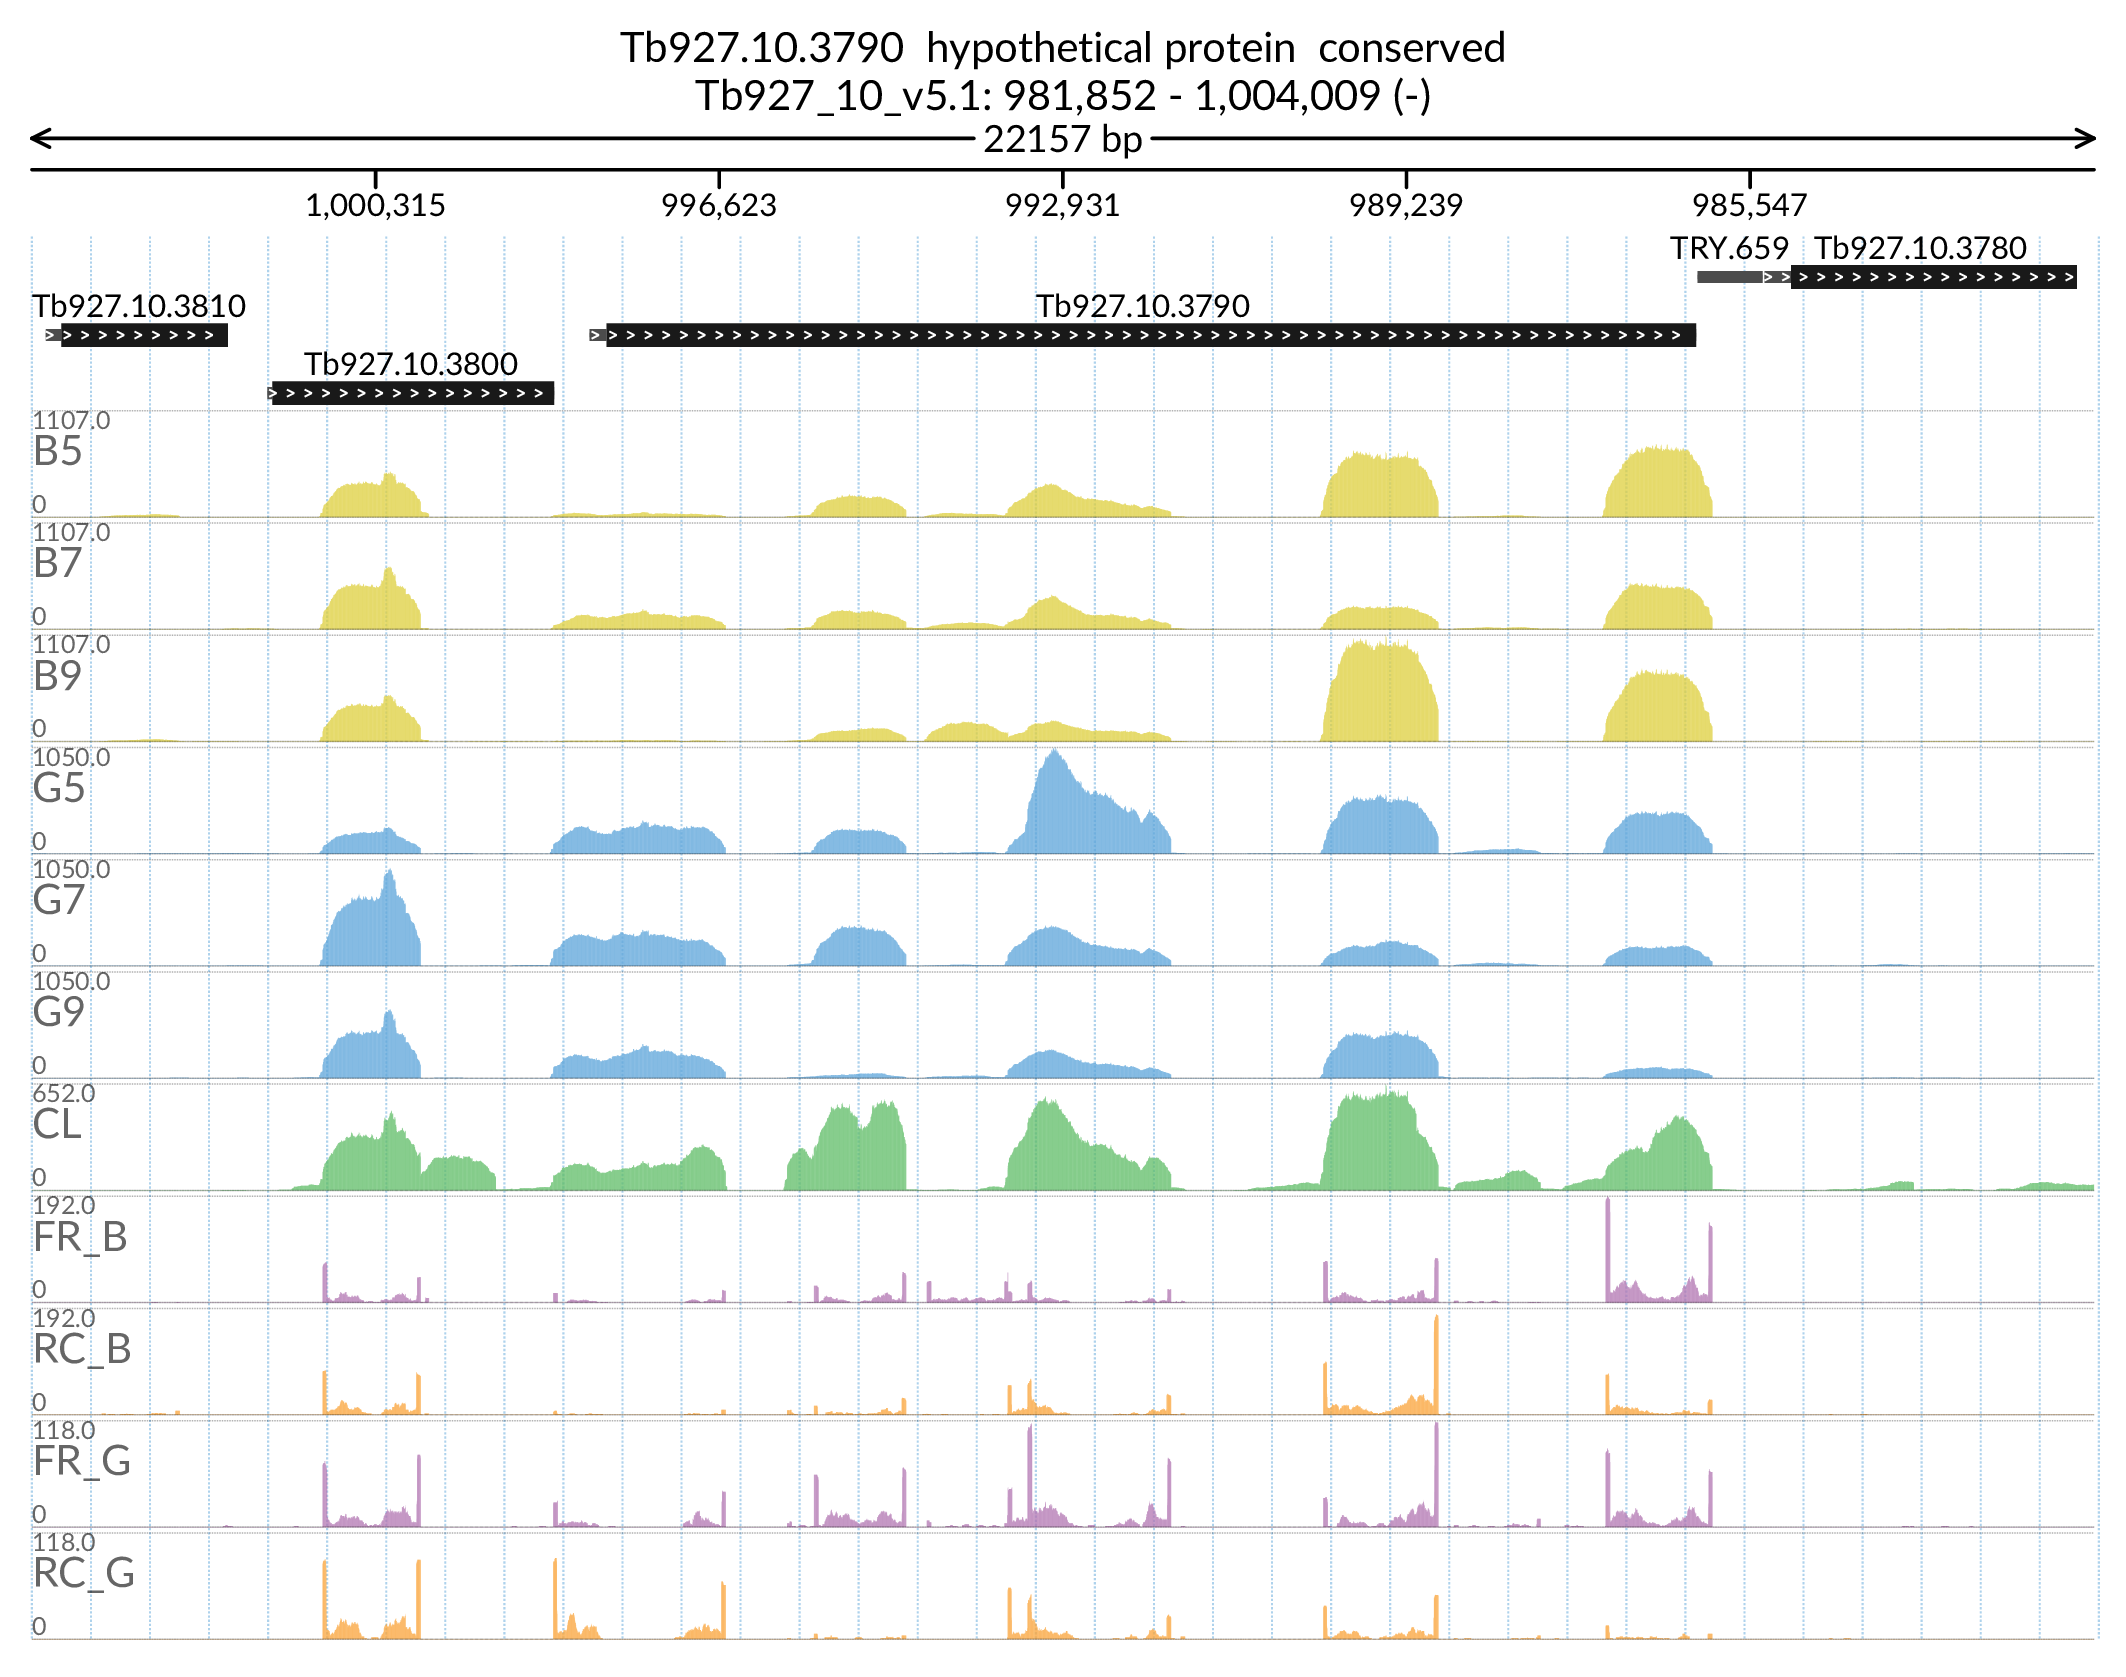 Tb927.10.3790  hypothetical protein  conserved
Tb927_10_v5.1: 981,852 - 1,004,009 (-)
22157 bp
1,000,315 996,623 992,931 989,239 985,547
TRY.659 Tb927.10.3780
Tb927.10.3810 Tb927.10.3790
Tb927.10.3800
1107.0
B5
0
1107.0
B7
0
1107.0
B9
0
1050.0
G5
0
1050.0
G7
0
1050.0
G9
0
652.0
CL
0
192.0
FR_B
0
192.0
RC_B
0
118.0
FR_G
0
118.0
RC_G
0